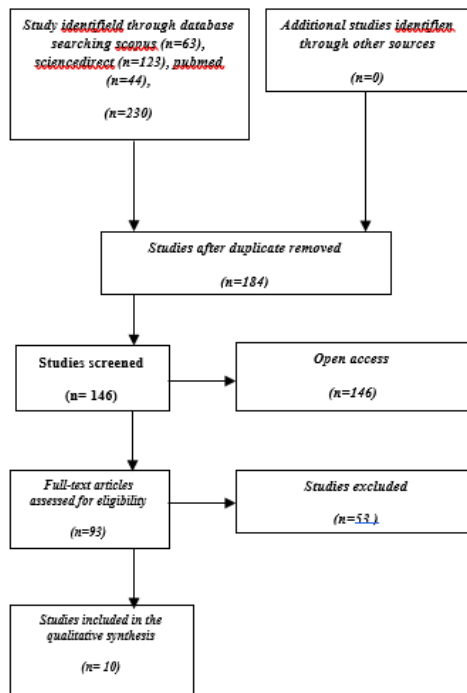 Study identifield through database
searching scopus (n=63),
sciencedirect (n=123), pubmed
(n=44),
(n=230)
Additional studies identifien
through other sources
(n=0)
Studies after duplicate removed
(n=184)
Studies screened
(n= 146)
Open access
(n=146)
Full-text articles
assessed for eligibility
(n=93)
Studies excluded
(n=53 )
Studies included in the
qualitative synthesis
(n= 10)